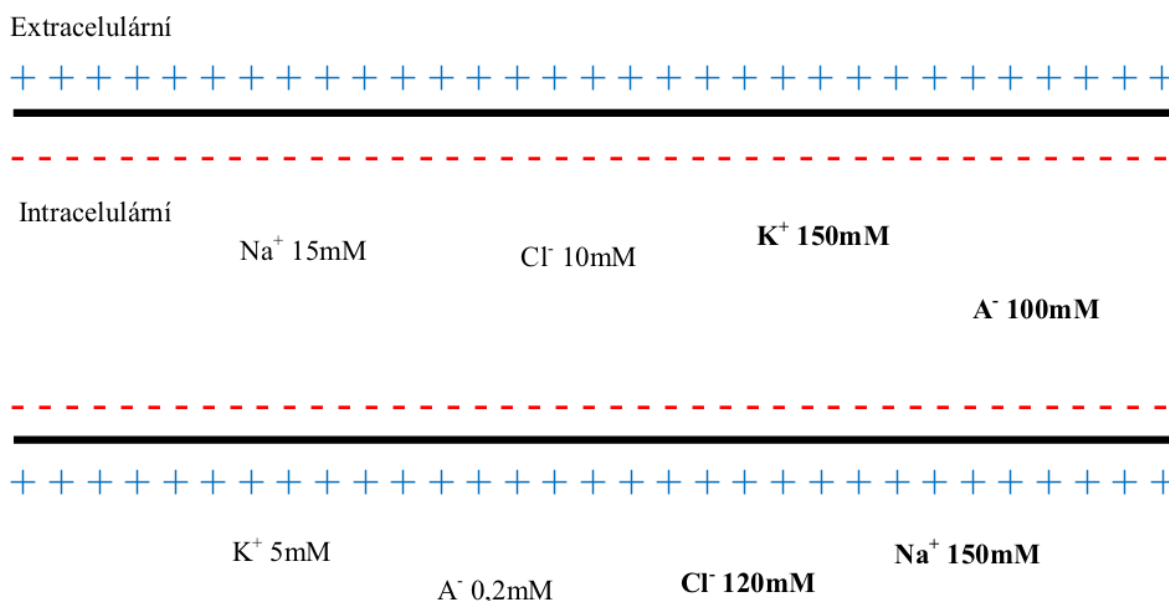 Extracelulární
Intracelulární
Na⁺ 15mM
Cl⁻ 10mM
K⁺ 150mM
A⁻ 100mM
K⁺ 5mM
A⁻ 0,2mM
Cl⁻ 120mM
Na⁺ 150mM